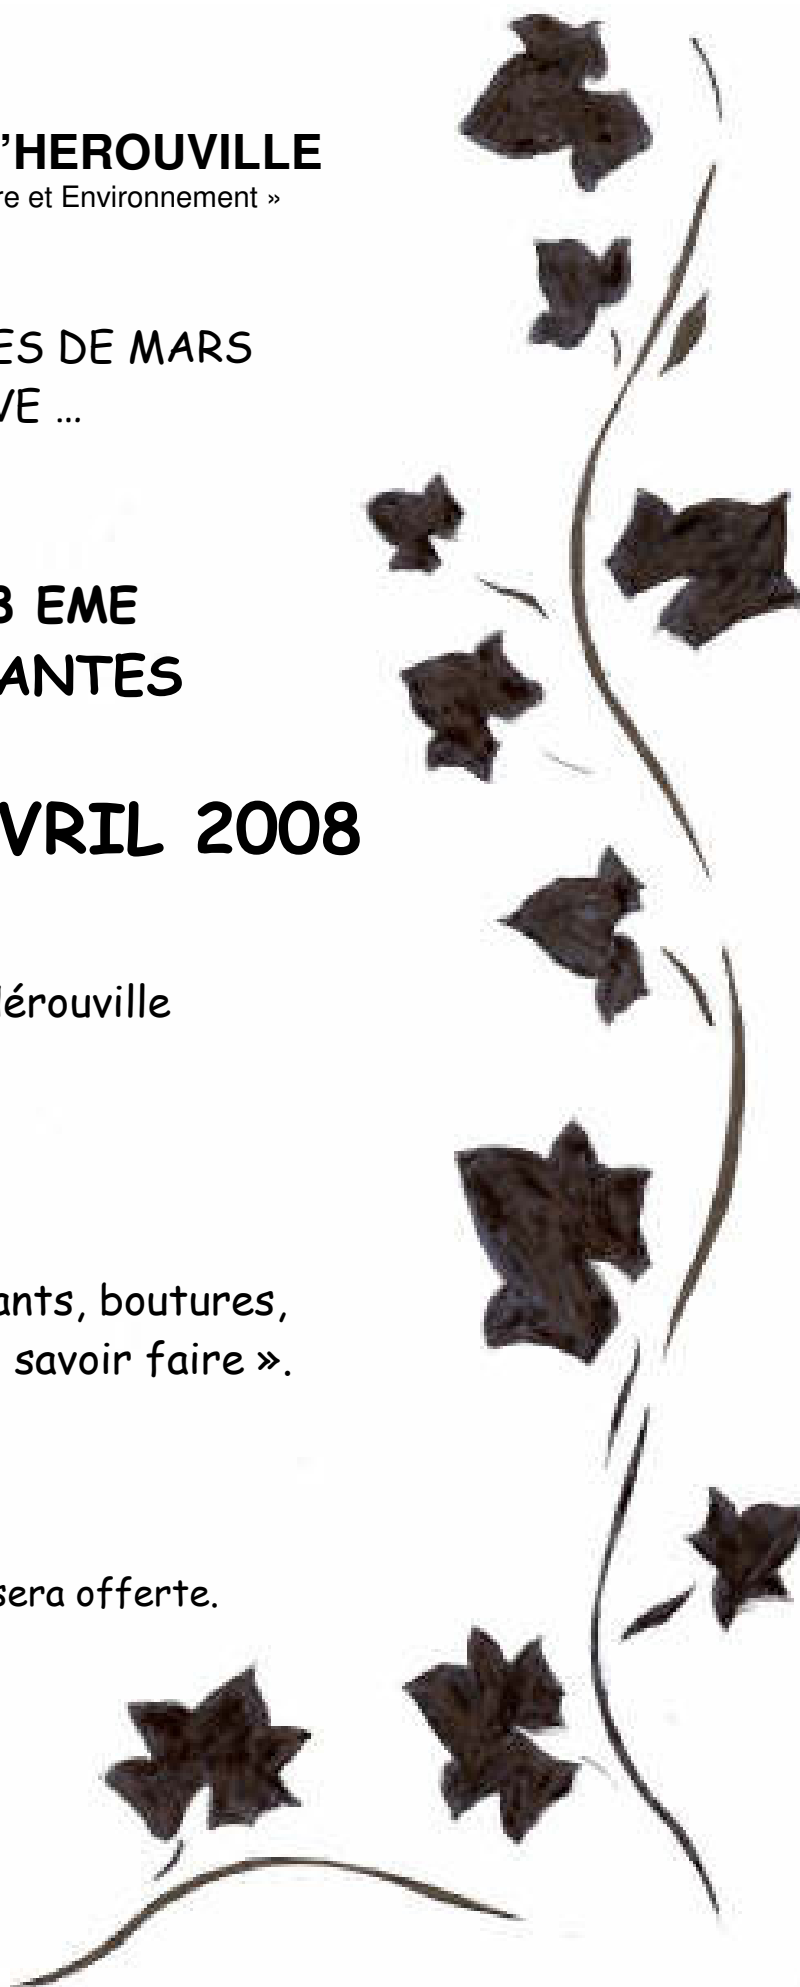 'HEROUVILLE
re et Environnement »
ES DE MARS
VE ...
3 EME
ANTES
VRIL 2008
érouville
ants, boutures,
savoir faire ».
sera offerte.